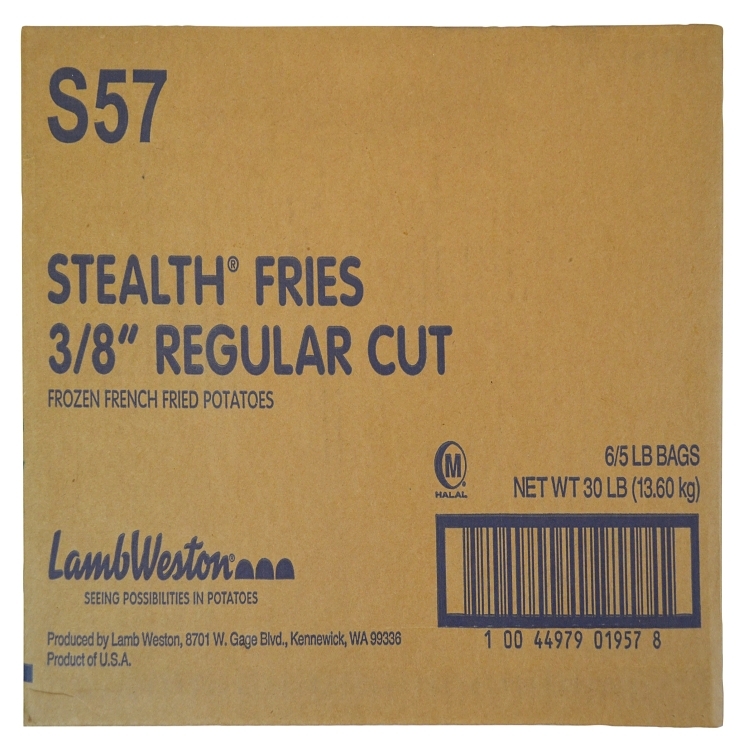 S57
STEALTH® FRIES
3/8" REGULAR CUT
FROZEN FRENCH FRIED POTATOES
M
HALAL
6/5 LB BAGS
NET WT 30 LB (13.60 kg)
LambWeston®
SEEING POSSIBILITIES IN POTATOES
Produced by Lamb Weston, 8701 W. Gage Blvd., Kennewick, WA 99336
Product of U.S.A.
1 00 44979 01957 8